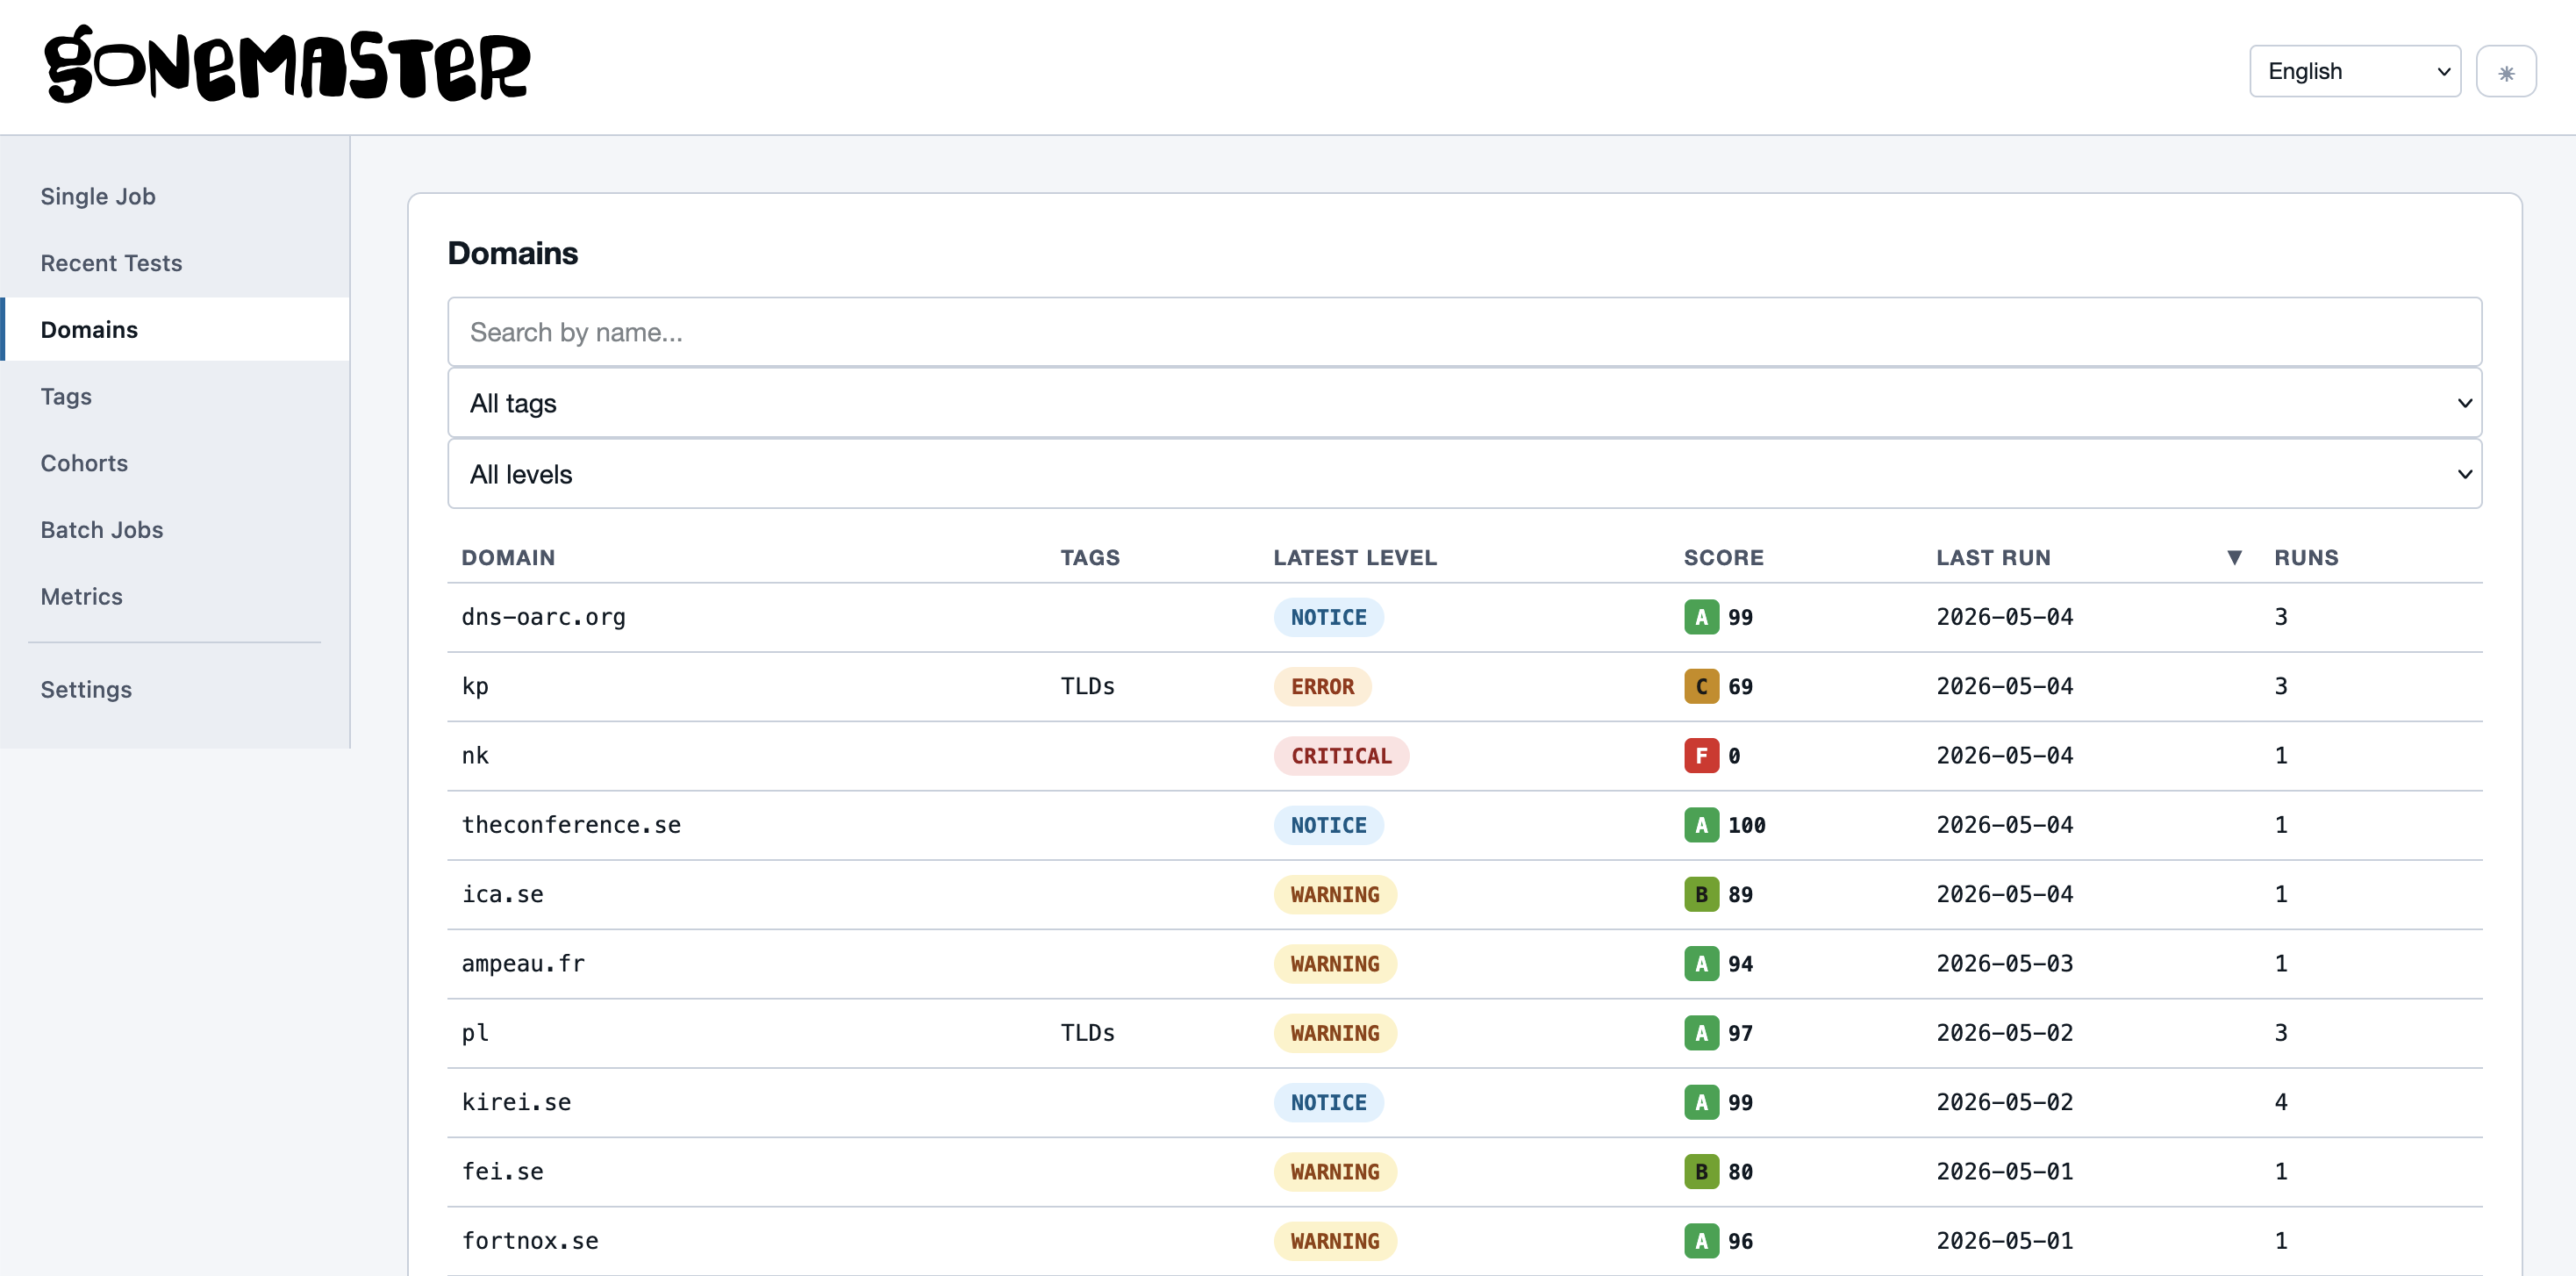 gonemaster
English
Single Job
Recent Tests
Domains
Tags
Cohorts
Batch Jobs
Metrics
Settings
Domains
Search by name...
All tags
All levels
DOMAIN TAGS LATEST LEVEL SCORE LAST RUN ▼ RUNS
dns-oarc.org NOTICE A 99 2026-05-04 3
kp TLDs ERROR C 69 2026-05-04 3
nk CRITICAL F 0 2026-05-04 1
theconference.se NOTICE A 100 2026-05-04 1
ica.se WARNING B 89 2026-05-04 1
ampeau.fr WARNING A 94 2026-05-03 1
pl TLDs WARNING A 97 2026-05-02 3
kirei.se NOTICE A 99 2026-05-02 4
fei.se WARNING B 80 2026-05-01 1
fortnox.se WARNING A 96 2026-05-01 1